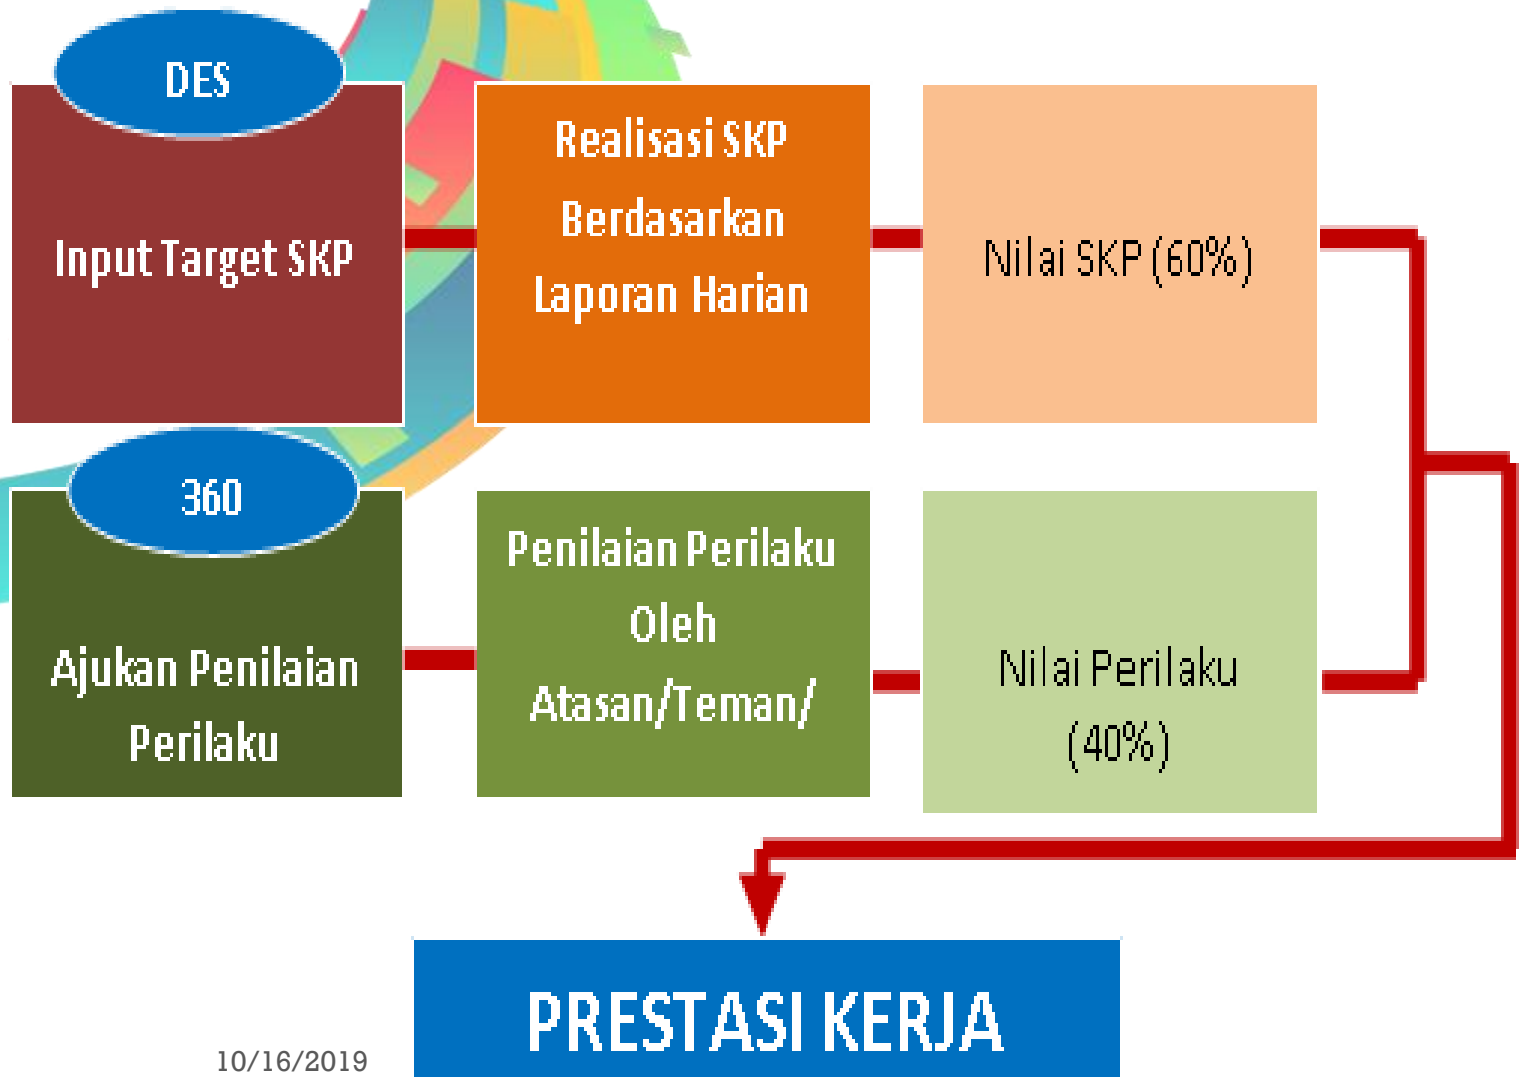 DES
Input Target SKP
Realisasi SKP
Berdasarkan
Laporan Harian
Nilai SKP (60%)
360
Ajukan Penilaian
Perilaku
Penilaian Perilaku
Oleh
Atasan/Teman/
Nilai Perilaku
(40%)
PRESTASI KERJA
10/16/2019